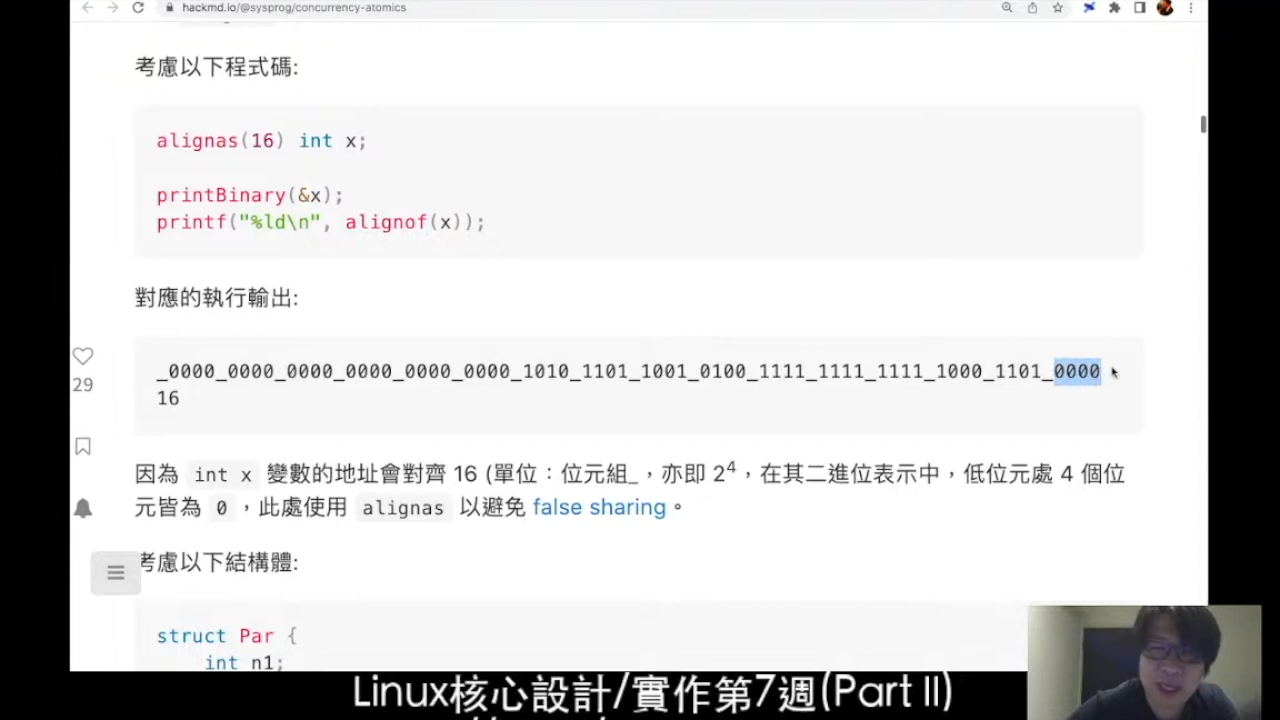 hackmd.io/@sysprog/concurrency-atomics
考慮以下程式碼:
alignas(16) int x;
printBinary(&x);
printf("%ld\n", alignof(x));
對應的執行輸出:
_0000_0000_0000_0000_0000_0000_1010_1101_1001_0100_1111_1111_1111_1000_1101_0000
16
29
因為 int x 變數的地址會對齊 16 (單位：位元組_，亦即 2⁴，在其二進位表示中，低位元處 4 個位
元皆為 0，此處使用 alignas 以避免 false sharing。
考慮以下結構體:
struct Par {
int n1;
Linux核心設計/實作第7週(Part II)